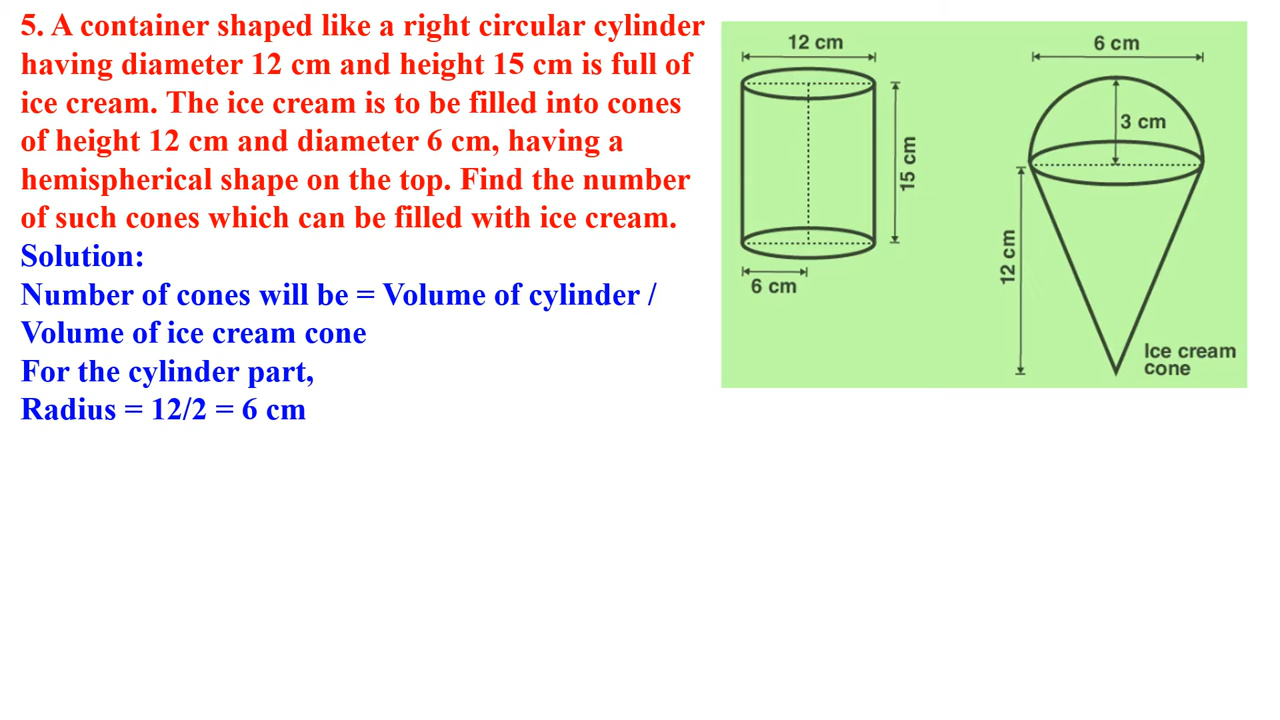 5. A container shaped like a right circular cylinder
having diameter 12 cm and height 15 cm is full of
ice cream. The ice cream is to be filled into cones
of height 12 cm and diameter 6 cm, having a
hemispherical shape on the top. Find the number
of such cones which can be filled with ice cream.
Solution:
Number of cones will be = Volume of cylinder /
Volume of ice cream cone
For the cylinder part,
Radius = 12/2 = 6 cm
12 cm
15 cm
6 cm
6 cm
3 cm
12 cm
Ice cream
cone